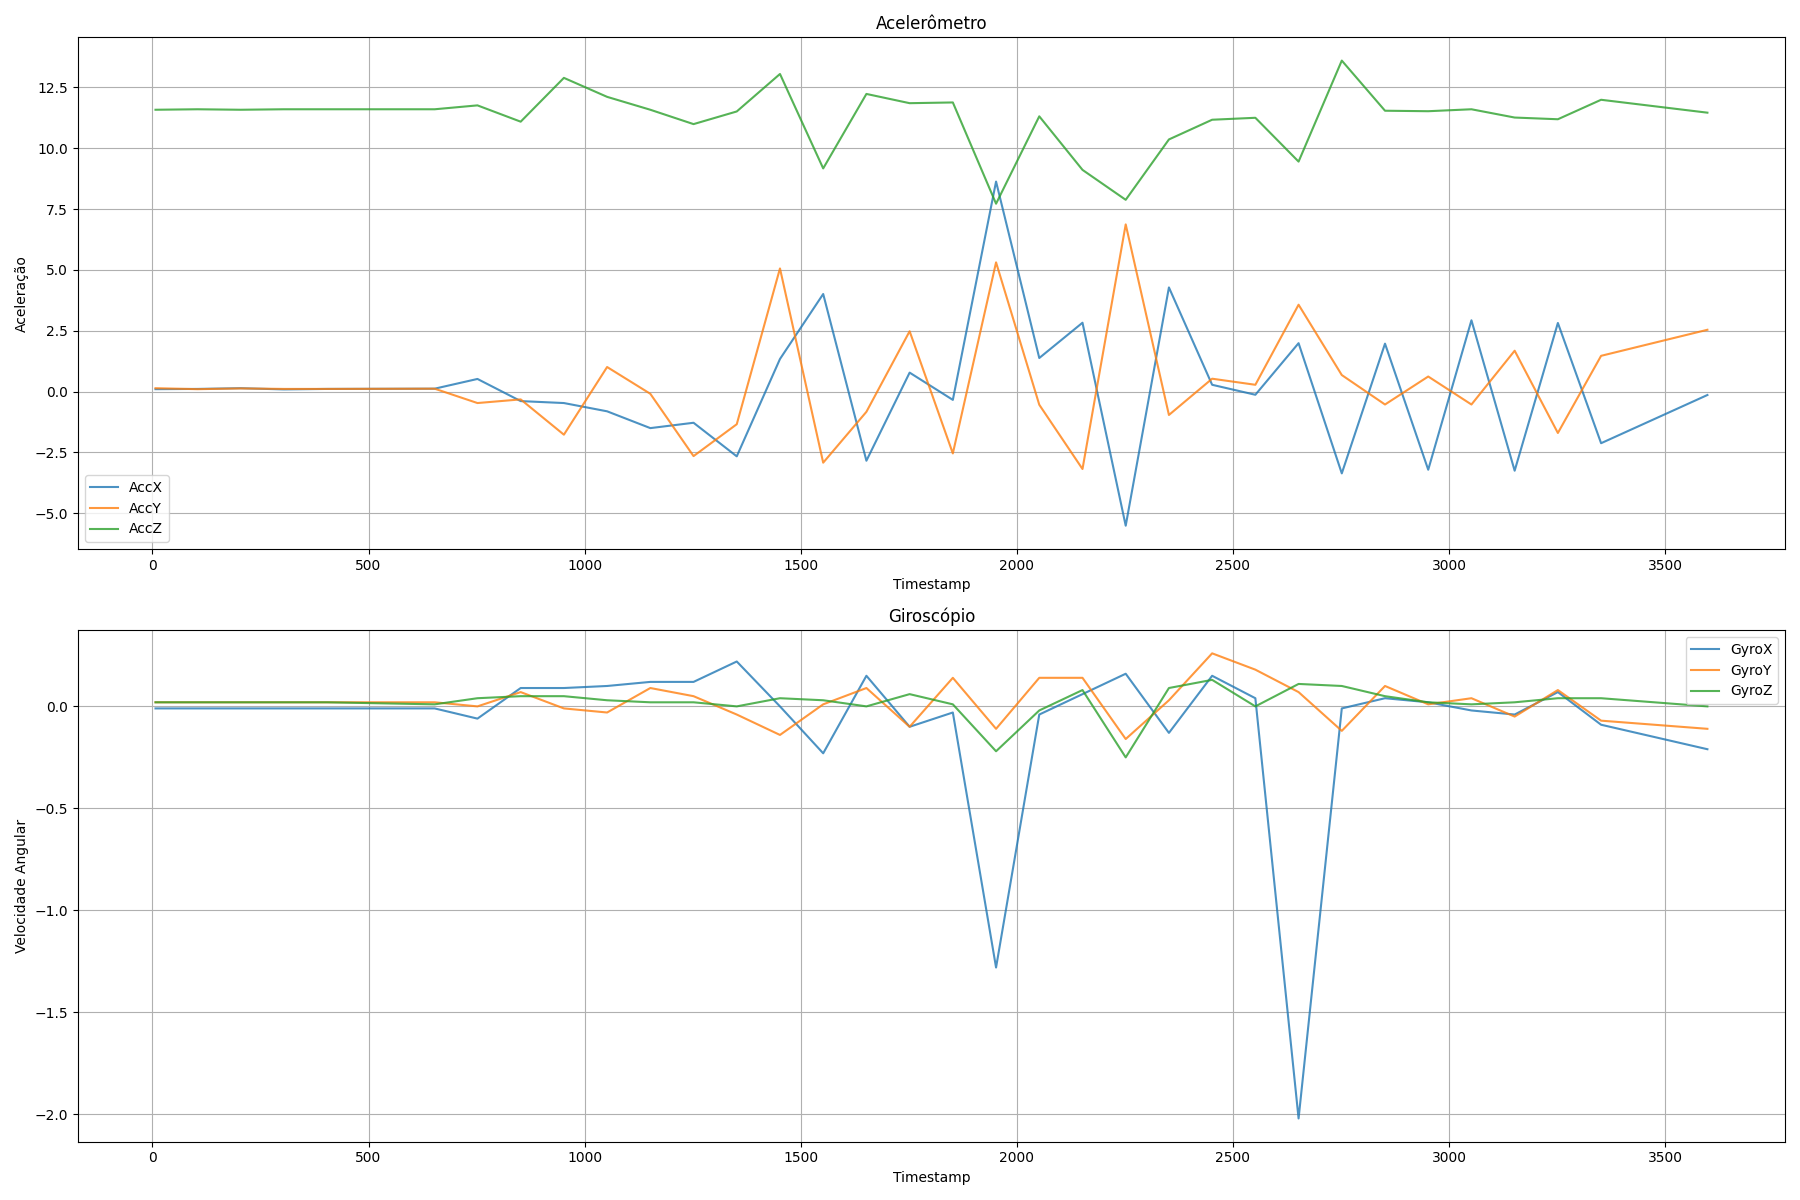 Acelerômetro
12.5
10.0
7.5
5.0
2.5
0.0
−2.5
−5.0
Aceleração
AccX
AccY
AccZ
0 500 1000 1500 2000 2500 3000 3500
Timestamp
Giroscópio
GyroX
GyroY
GyroZ
0.0
−0.5
−1.0
−1.5
−2.0
Velocidade Angular
0 500 1000 1500 2000 2500 3000 3500
Timestamp